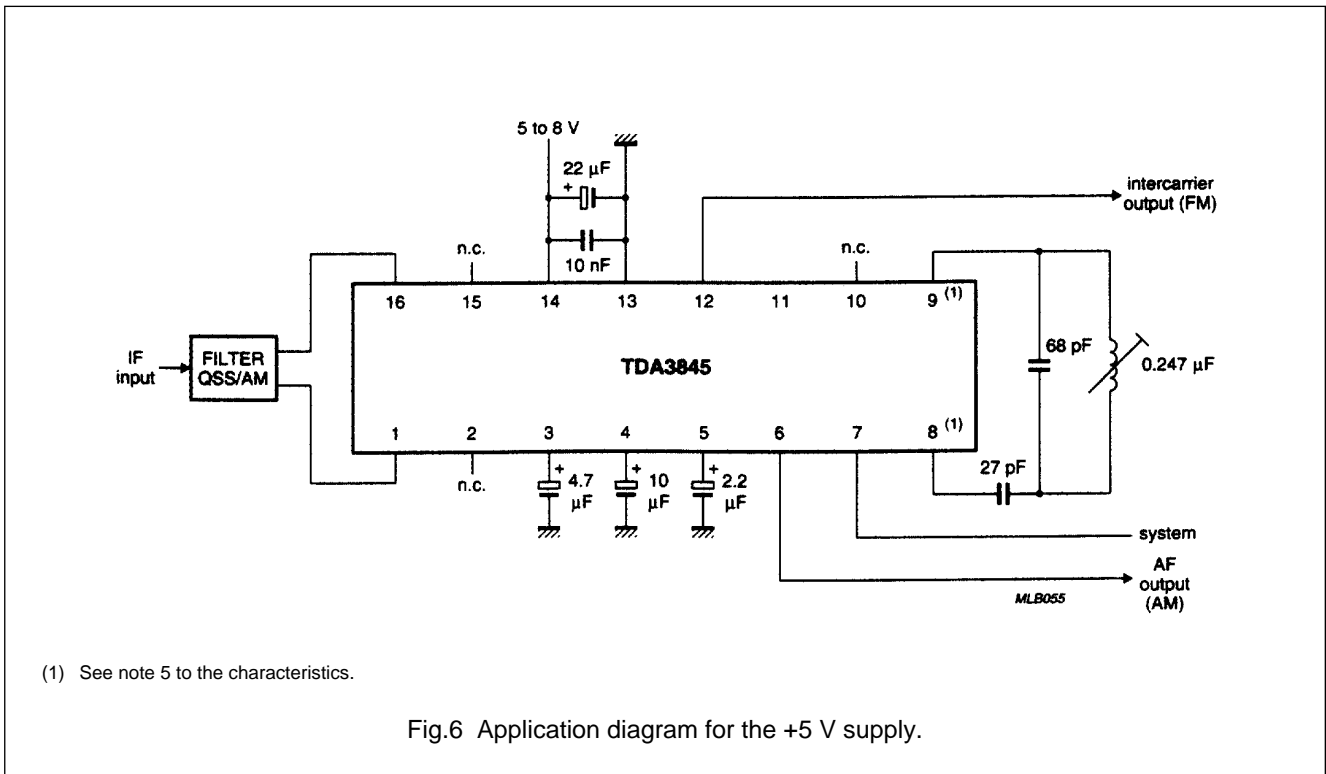 5 to 8 V
22 μF
+
10 nF
intercarrier
output (FM)
n.c.
n.c.
16 15 14 13 12 11 10 9 (1)
IF
input
FILTER
QSS/AM
TDA3845
68 pF
0.247 μF
1 2 3 4 5 6 7 8 (1)
n.c.
+ 4.7 μF
+ 10 μF
+ 2.2 μF
27 pF
system
AF
output
(AM)
MLB055
(1) See note 5 to the characteristics.
Fig.6 Application diagram for the +5 V supply.